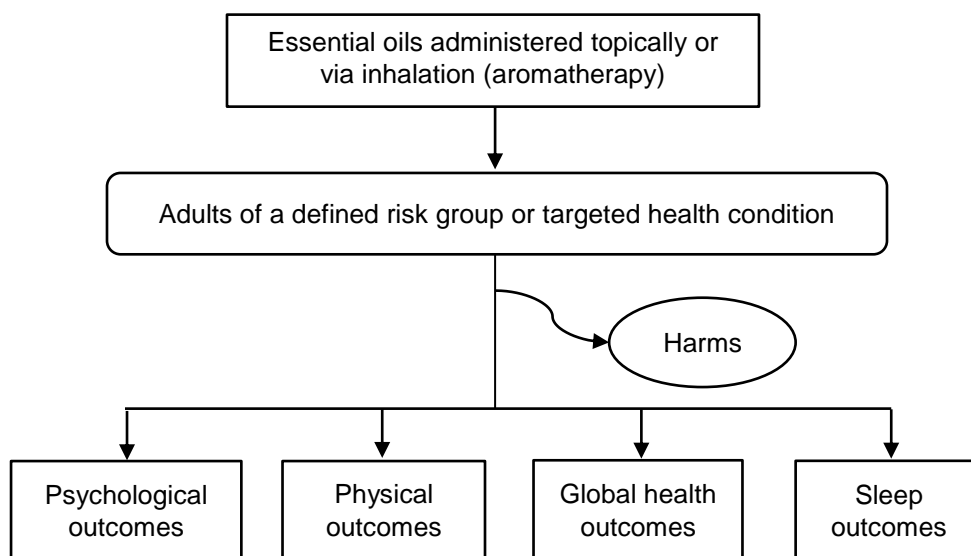 Essential oils administered topically or
via inhalation (aromatherapy)
Adults of a defined risk group or targeted health condition
Harms
Psychological
outcomes
Physical
outcomes
Global health
outcomes
Sleep
outcomes